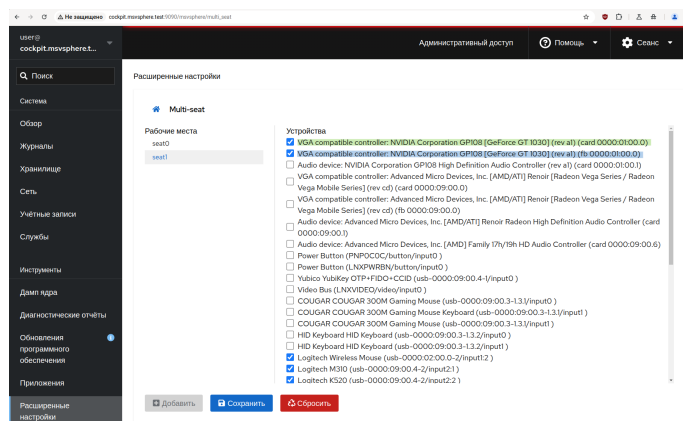 Не защищено cockpit.msvsphere.test:9090/msvsphere/multi_seat
user@
cockpit.msvsphere.t...
Административный доступ
Помощь
Сеанс
Поиск
Система
Обзор
Журналы
Хранилище
Сеть
Учётные записи
Службы
Инструменты
Дамп ядра
Диагностические отчёты
Обновления
программного
обеспечения
Приложения
Расширенные
настройки
Расширенные настройки
Multi-seat
Рабочие места
seat0
seat1
Устройства
VGA compatible controller: NVIDIA Corporation GP108 [GeForce GT 1030] (rev a1) (card 0000:01:00.0)
VGA compatible controller: NVIDIA Corporation GP108 [GeForce GT 1030] (rev a1) (fb 0000:01:00.0)
Audio device: NVIDIA Corporation GP108 High Definition Audio Controller (rev a1) (card 0000:01:00.1)
VGA compatible controller: Advanced Micro Devices, Inc. [AMD/ATI] Renoir [Radeon Vega Series / Radeon
Vega Mobile Series] (rev cd) (card 0000:09:00.0)
VGA compatible controller: Advanced Micro Devices, Inc. [AMD/ATI] Renoir [Radeon Vega Series / Radeon
Vega Mobile Series] (rev cd) (fb 0000:09:00.0)
Audio device: Advanced Micro Devices, Inc. [AMD/ATI] Renoir Radeon High Definition Audio Controller (card
0000:09:00.1)
Audio device: Advanced Micro Devices, Inc. [AMD] Family 17h/19h HD Audio Controller (card 0000:09:00.6)
Power Button (PNP0C0C/button/input0 )
Power Button (LNXPWRBN/button/input0 )
Yubico YubiKey OTP+FIDO+CCID (usb-0000:09:00.4-1/input0 )
Video Bus (LNXVIDEO/video/input0 )
COUGAR COUGAR 300M Gaming Mouse (usb-0000:09:00.3-1.3.1/input0 )
COUGAR COUGAR 300M Gaming Mouse Keyboard (usb-0000:09:00.3-1.3.1/input1 )
COUGAR COUGAR 300M Gaming Mouse (usb-0000:09:00.3-1.3.1/input1 )
HID Keyboard HID Keyboard (usb-0000:09:00.3-1.3.2/input0 )
HID Keyboard HID Keyboard (usb-0000:09:00.3-1.3.2/input1 )
Logitech Wireless Mouse (usb-0000:02:00.0-2/input1:2 )
Logitech M310 (usb-0000:09:00.4-2/input2:1 )
Logitech K520 (usb-0000:09:00.4-2/input2:2 )
Добавить
Сохранить
Сбросить